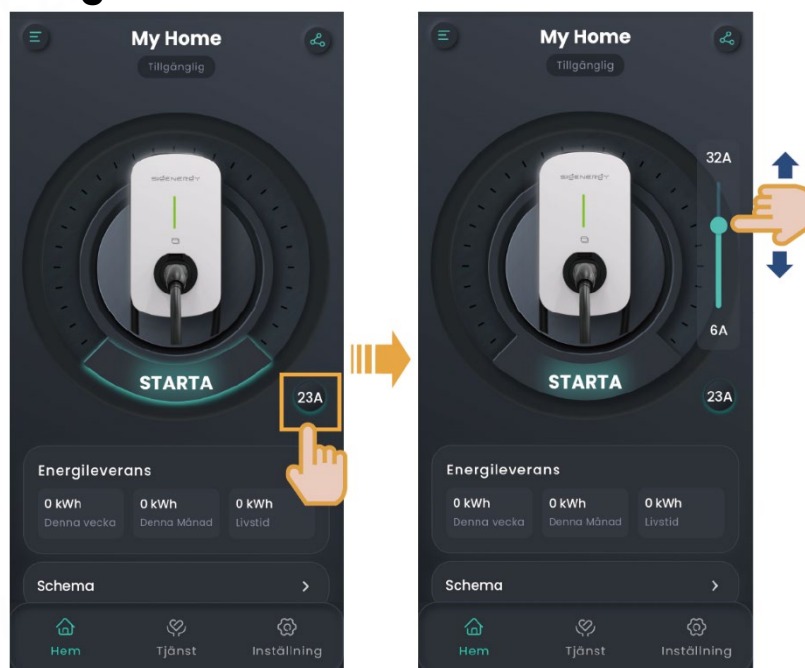 My Home
Tillgänglig
SIGENERGY
STARTA
23A
Energileverans
0 kWh 0 kWh 0 kWh
Denna vecka Denna Månad Livstid
Schema
Hem Tjänst Inställning
My Home
Tillgänglig
32A
SIGENERGY
6A
STARTA
23A
Energileverans
0 kWh 0 kWh 0 kWh
Denna vecka Denna Månad Livstid
Schema
Hem Tjänst Inställning